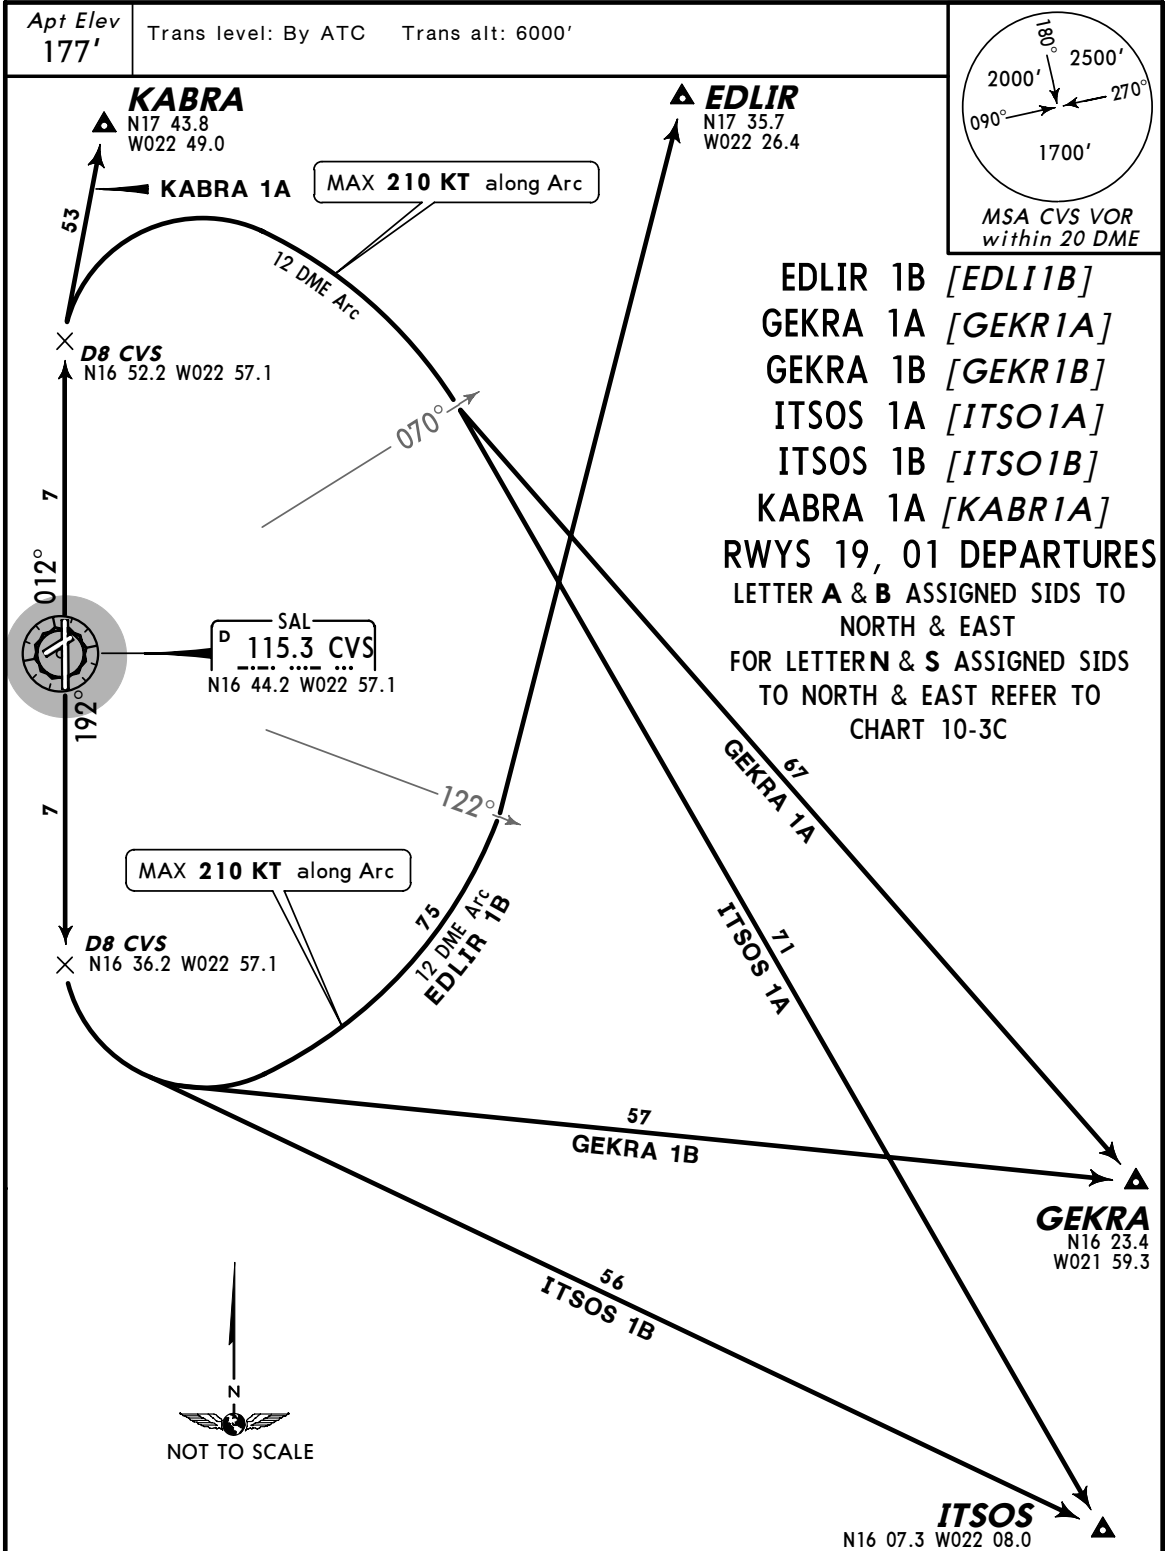 Apt Elev
177'
Trans level: By ATC Trans alt: 6000'
180°
2500'
2000'
270°
090°
1700'
MSA CVS VOR
within 20 DME
KABRA
N17 43.8
W022 49.0
EDLIR
N17 35.7
W022 26.4
KABRA 1A
MAX 210 KT along Arc
53
12 DME Arc
D8 CVS
N16 52.2 W022 57.1
EDLIR 1B [EDLI1B]
GEKRA 1A [GEKR1A]
GEKRA 1B [GEKR1B]
ITSOS 1A [ITSO1A]
ITSOS 1B [ITSO1B]
KABRA 1A [KABR1A]
RWYS 19, 01 DEPARTURES
LETTER A & B ASSIGNED SIDS TO
NORTH & EAST
FOR LETTER N & S ASSIGNED SIDS
TO NORTH & EAST REFER TO
CHART 10-3C
070°
7
012°
SAL
D 115.3 CVS
N16 44.2 W022 57.1
192°
7
122°
67
GEKRA 1A
MAX 210 KT along Arc
75
12 DME Arc
EDLIR 1B
71
ITSOS 1A
D8 CVS
N16 36.2 W022 57.1
57
GEKRA 1B
GEKRA
N16 23.4
W021 59.3
56
ITSOS 1B
N
NOT TO SCALE
ITSOS
N16 07.3 W022 08.0